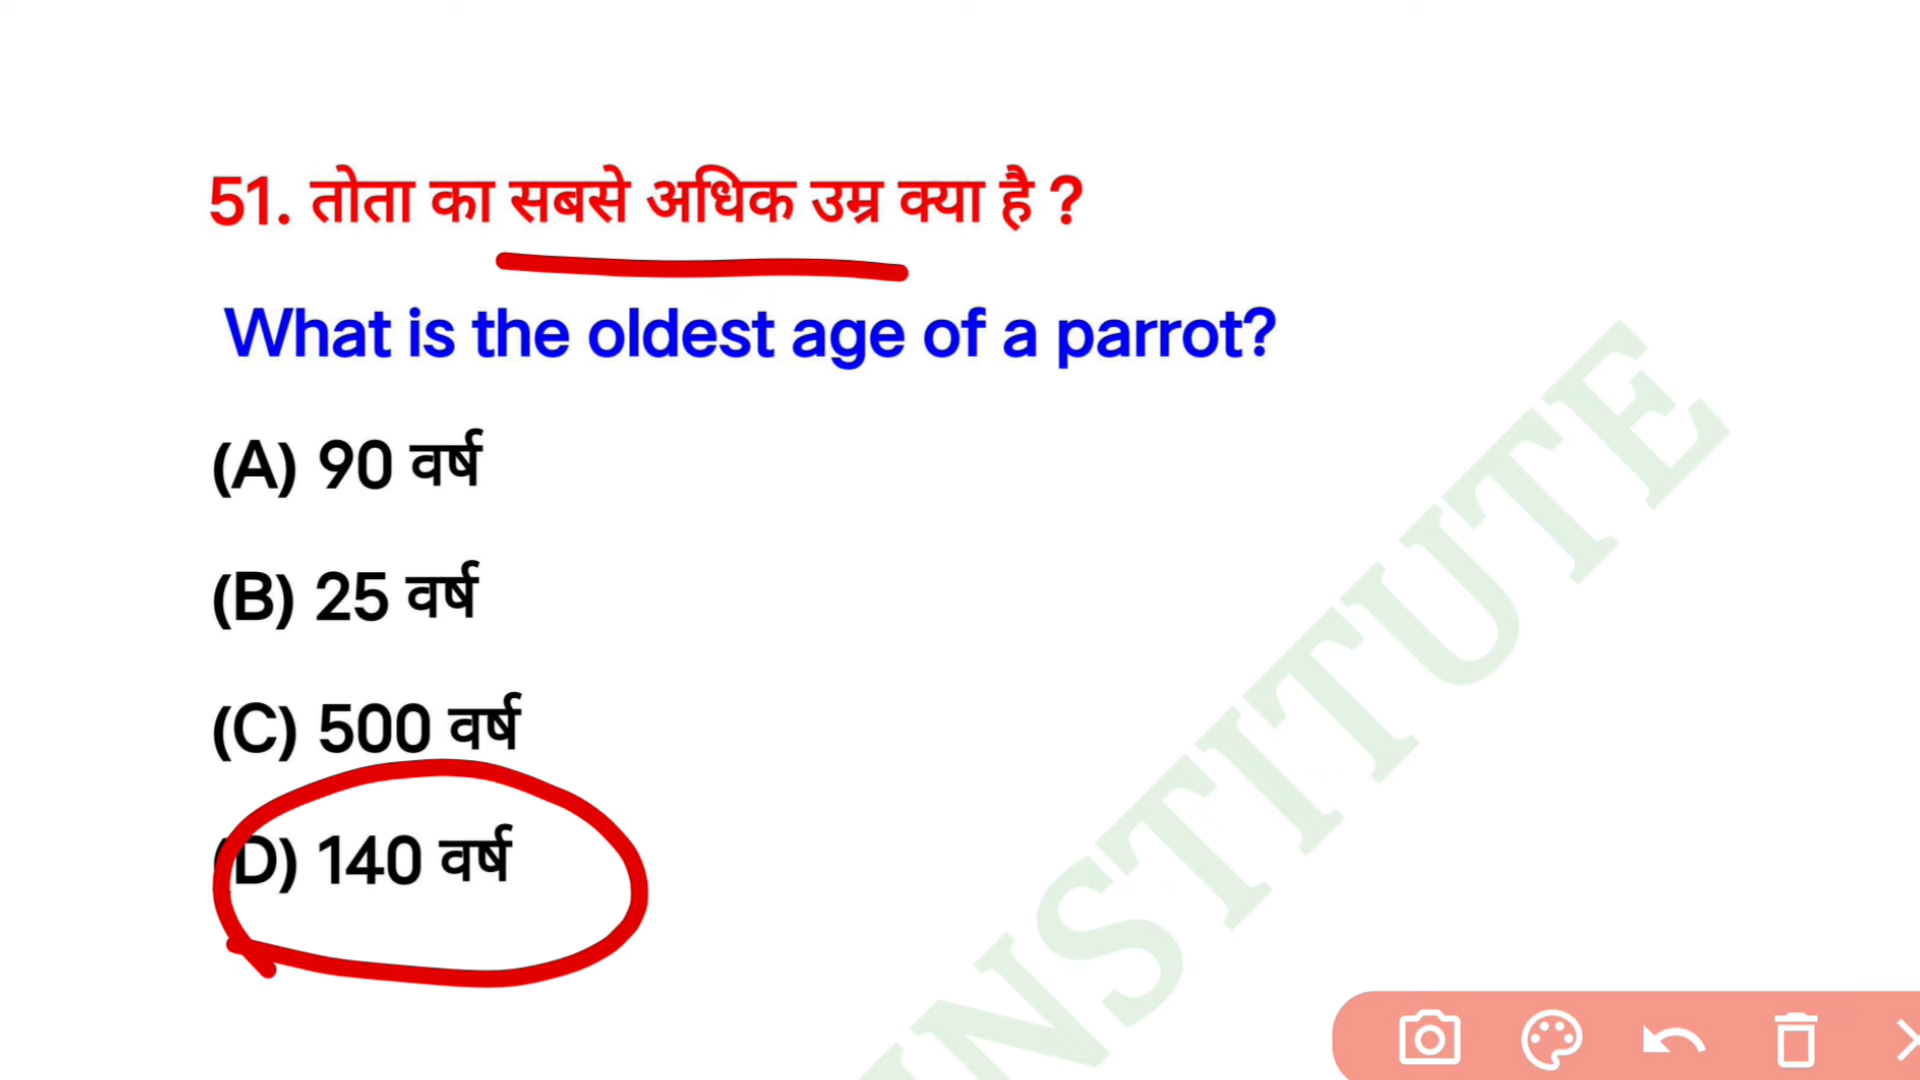 51. तोता का सबसे अधिक उम्र क्या है ?
What is the oldest age of a parrot?
(A) 90 वर्ष
(B) 25 वर्ष
(C) 500 वर्ष
(D) 140 वर्ष
INSTITUTE